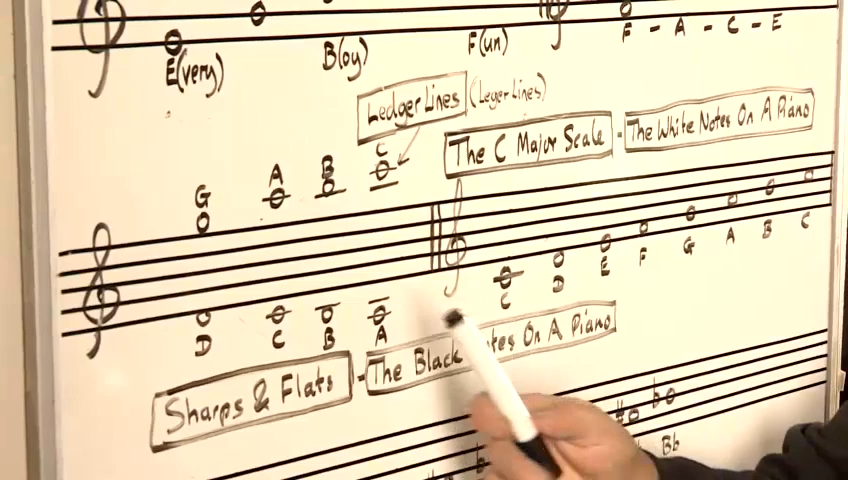 E(very) B(oy) F(un) F - A - C - E
Ledger Lines (Leger Lines)
The C Major Scale - The White Notes On A Piano
G A B C
D C B A
C D E F G A B C
Sharps & Flats - The Black Notes On A Piano
Bb